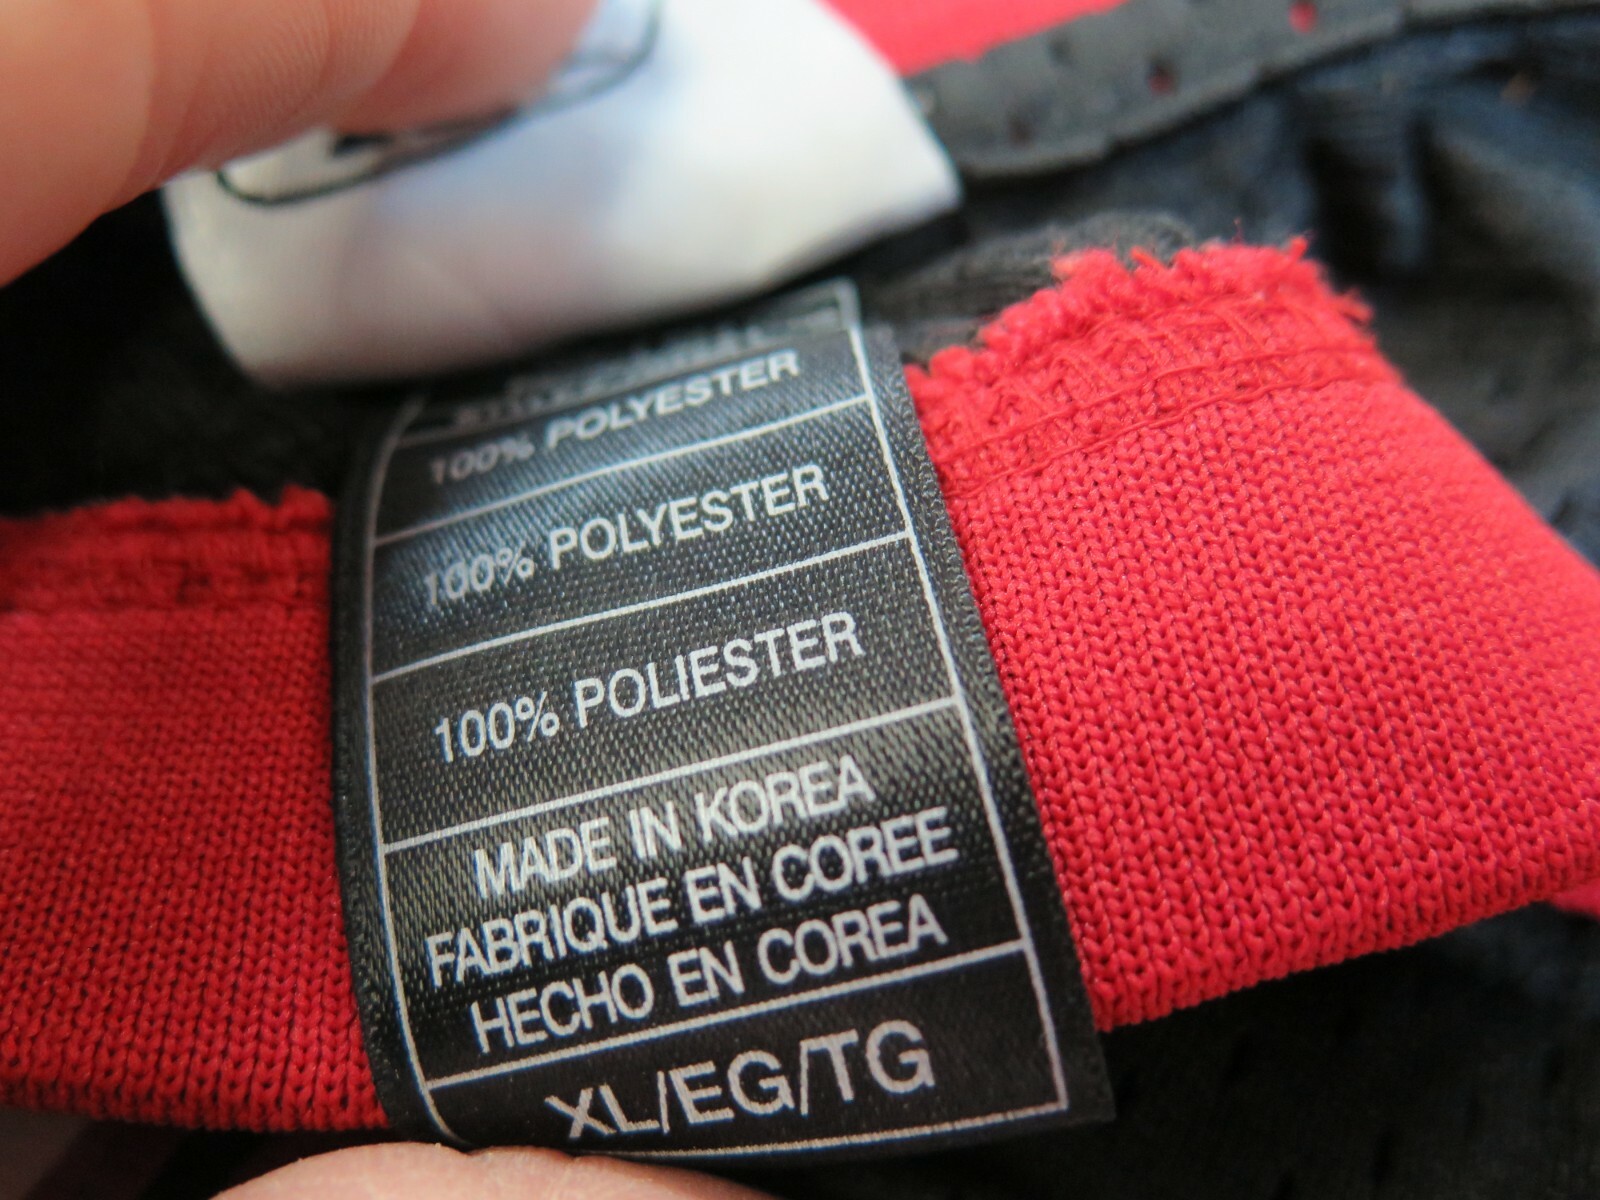 100% POLYESTER
100% POLYESTER
100% POLIESTER
MADE IN KOREA
FABRIQUE EN COREE
HECHO EN COREA
XL/EG/TG